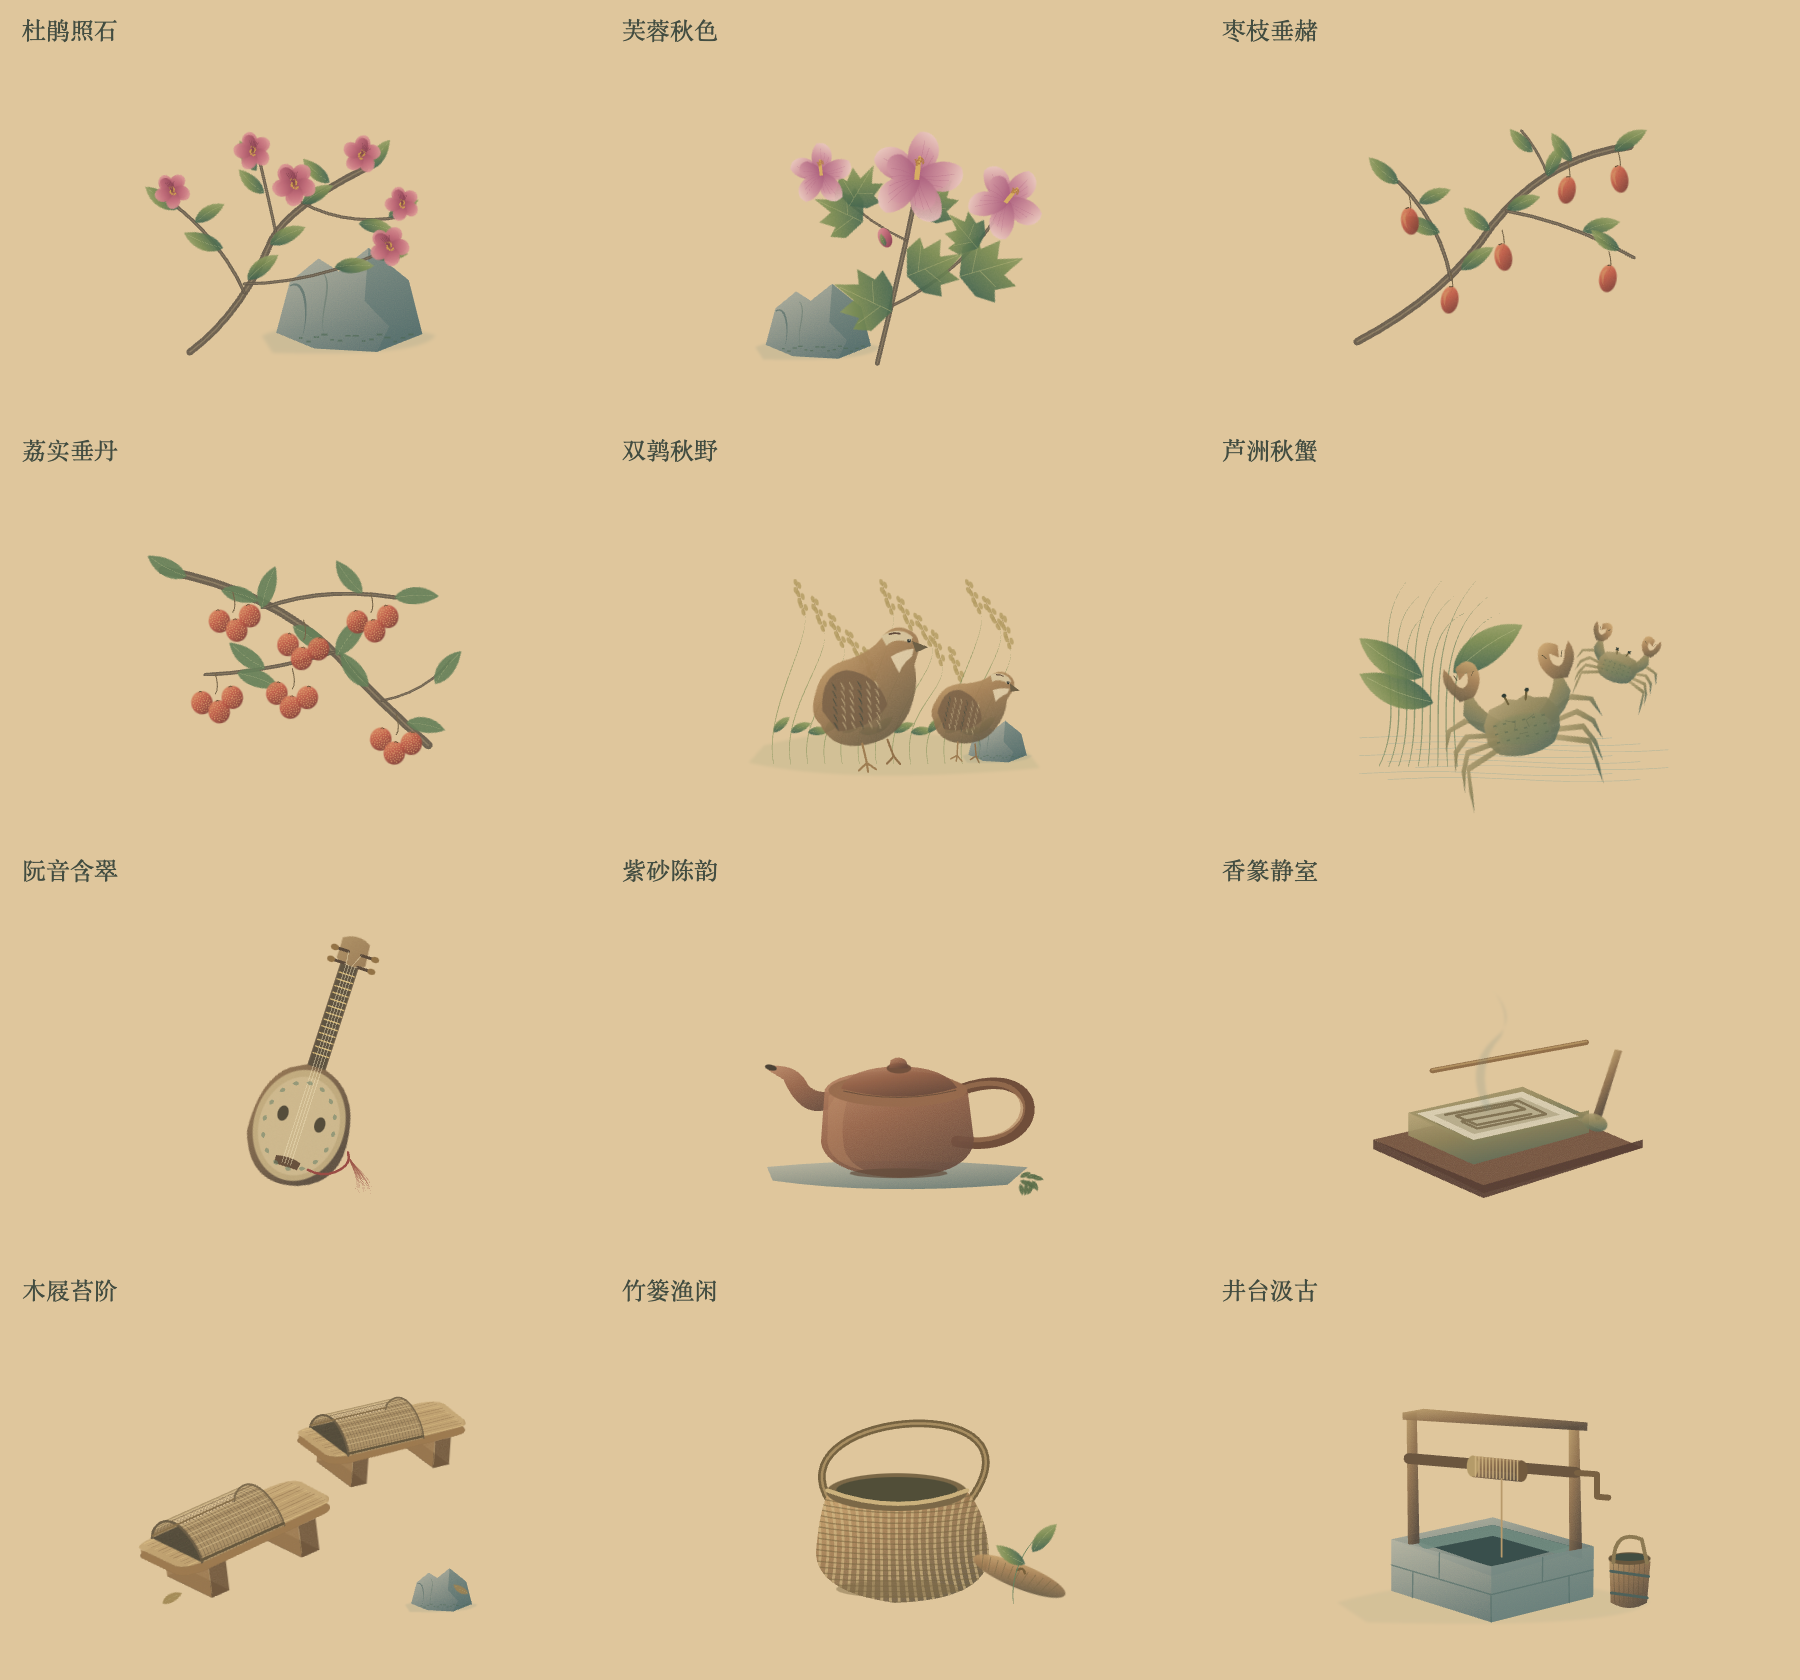 杜鹃照石
芙蓉秋色
枣枝垂赭
荔实垂丹
双鹑秋野
芦洲秋蟹
阮音含翠
紫砂陈韵
香篆静室
木屐苔阶
竹篓渔闲
井台汲古